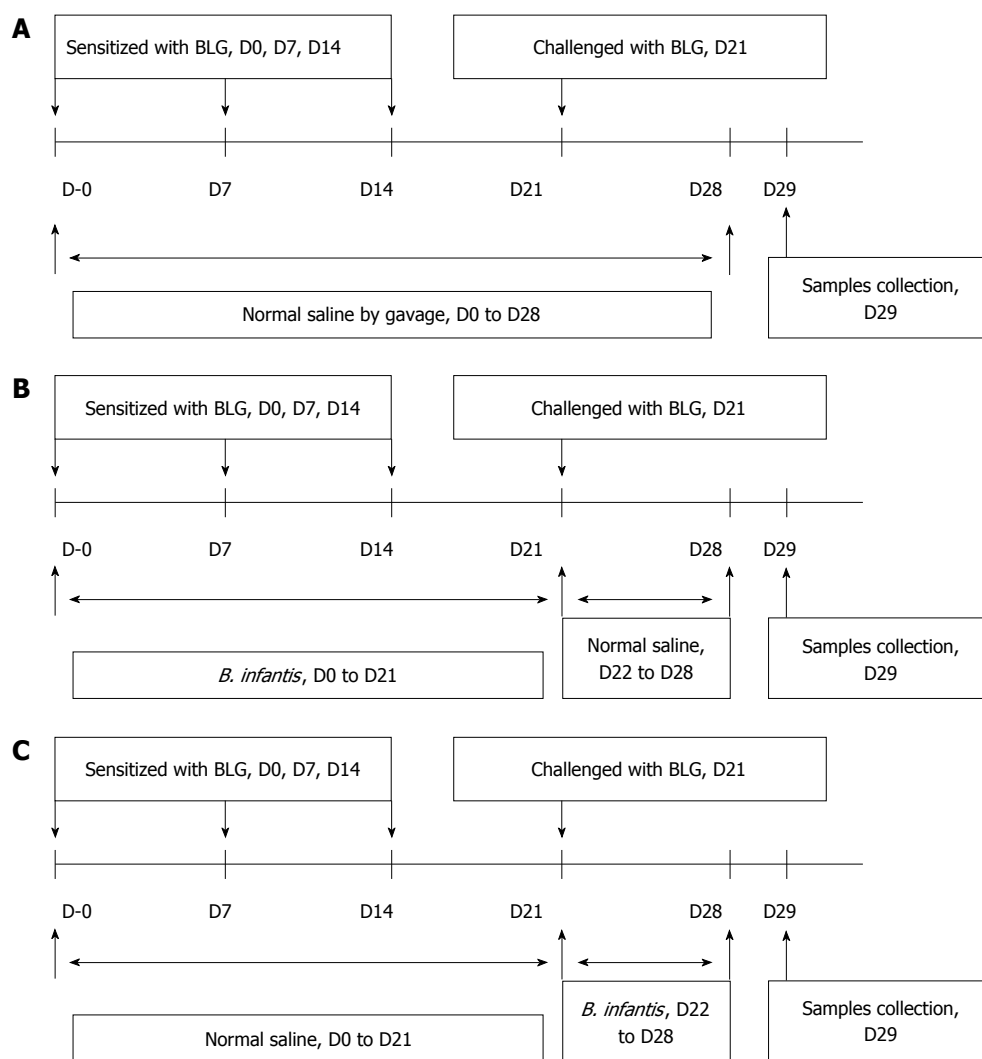 A
Sensitized with BLG, D0, D7, D14
Challenged with BLG, D21
D-0 D7 D14 D21 D28 D29
Normal saline by gavage, D0 to D28
Samples collection,
D29
B
Sensitized with BLG, D0, D7, D14
Challenged with BLG, D21
D-0 D7 D14 D21 D28 D29
B. infantis, D0 to D21
Normal saline,
D22 to D28
Samples collection,
D29
C
Sensitized with BLG, D0, D7, D14
Challenged with BLG, D21
D-0 D7 D14 D21 D28 D29
Normal saline, D0 to D21
B. infantis, D22
to D28
Samples collection,
D29